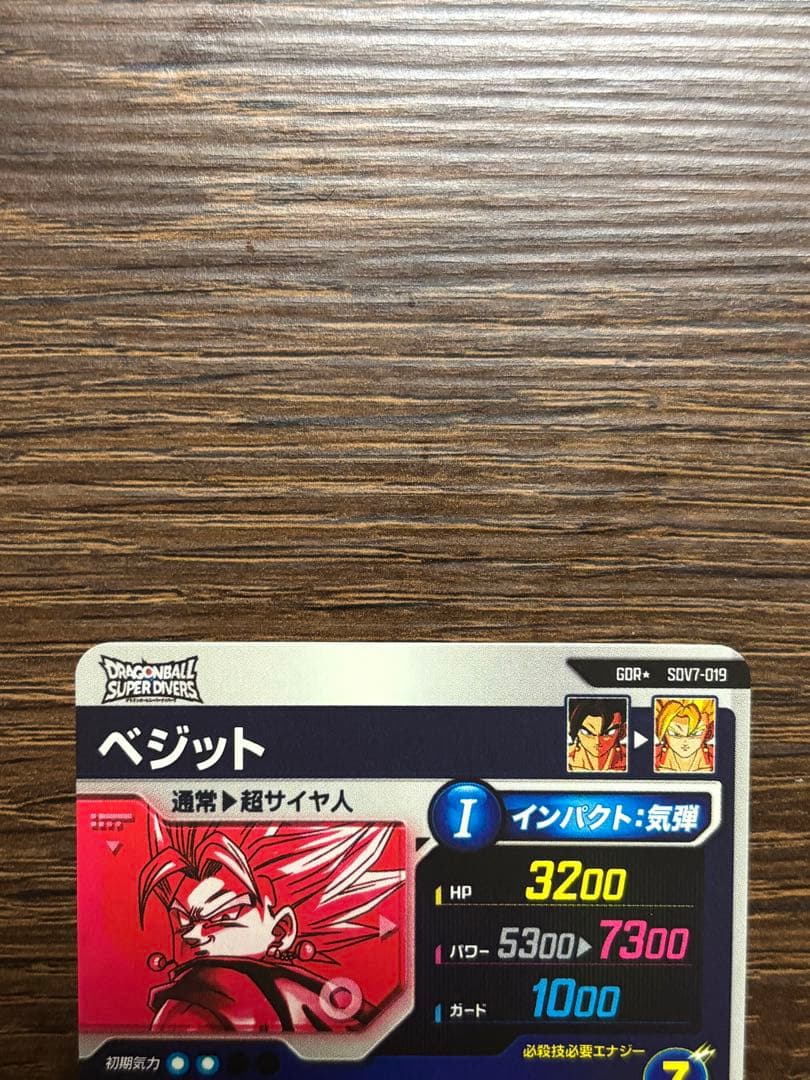 DRAGONBALL
SUPER DIVERS
GDR★ SDV7-019
ベジット
通常▶超サイヤ人
I インパクト:気弾
HP 3200
パワー 5300▶7300
ガード 1000
初期気力
必殺技必要エナジー
7